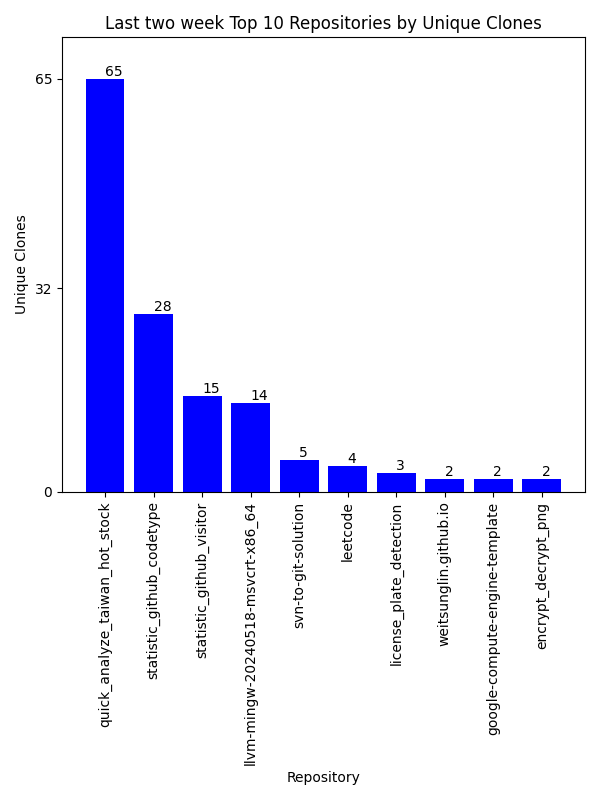 Last two week Top 10 Repositories by Unique Clones
Unique Clones
65
32
0
65
28
15
14
5
4
3
2
2
2
quick_analyze_taiwan_hot_stock
statistic_github_codetype
statistic_github_visitor
llvm-mingw-20240518-msvcrt-x86_64
svn-to-git-solution
leetcode
license_plate_detection
weitsunglin.github.io
google-compute-engine-template
encrypt_decrypt_png
Repository